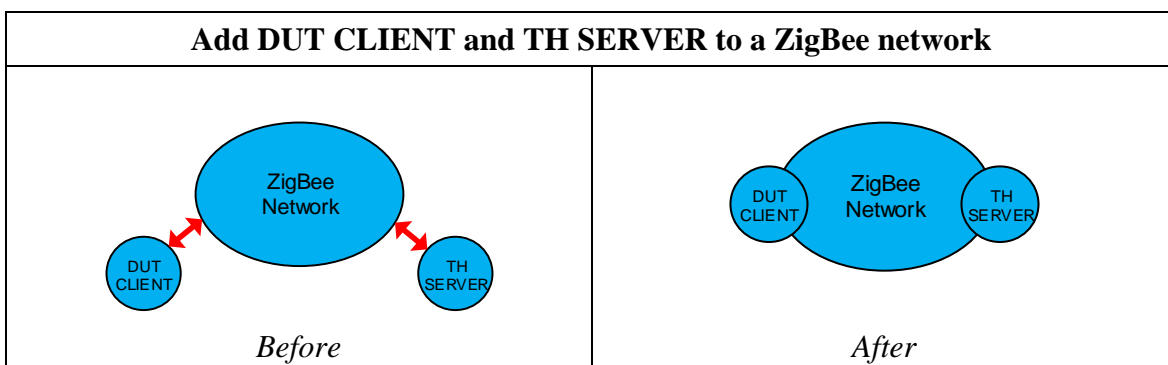 Add DUT CLIENT and TH SERVER to a ZigBee network
ZigBee
Network
DUT
CLIENT
TH
SERVER
Before
ZigBee
Network
DUT
CLIENT
TH
SERVER
After